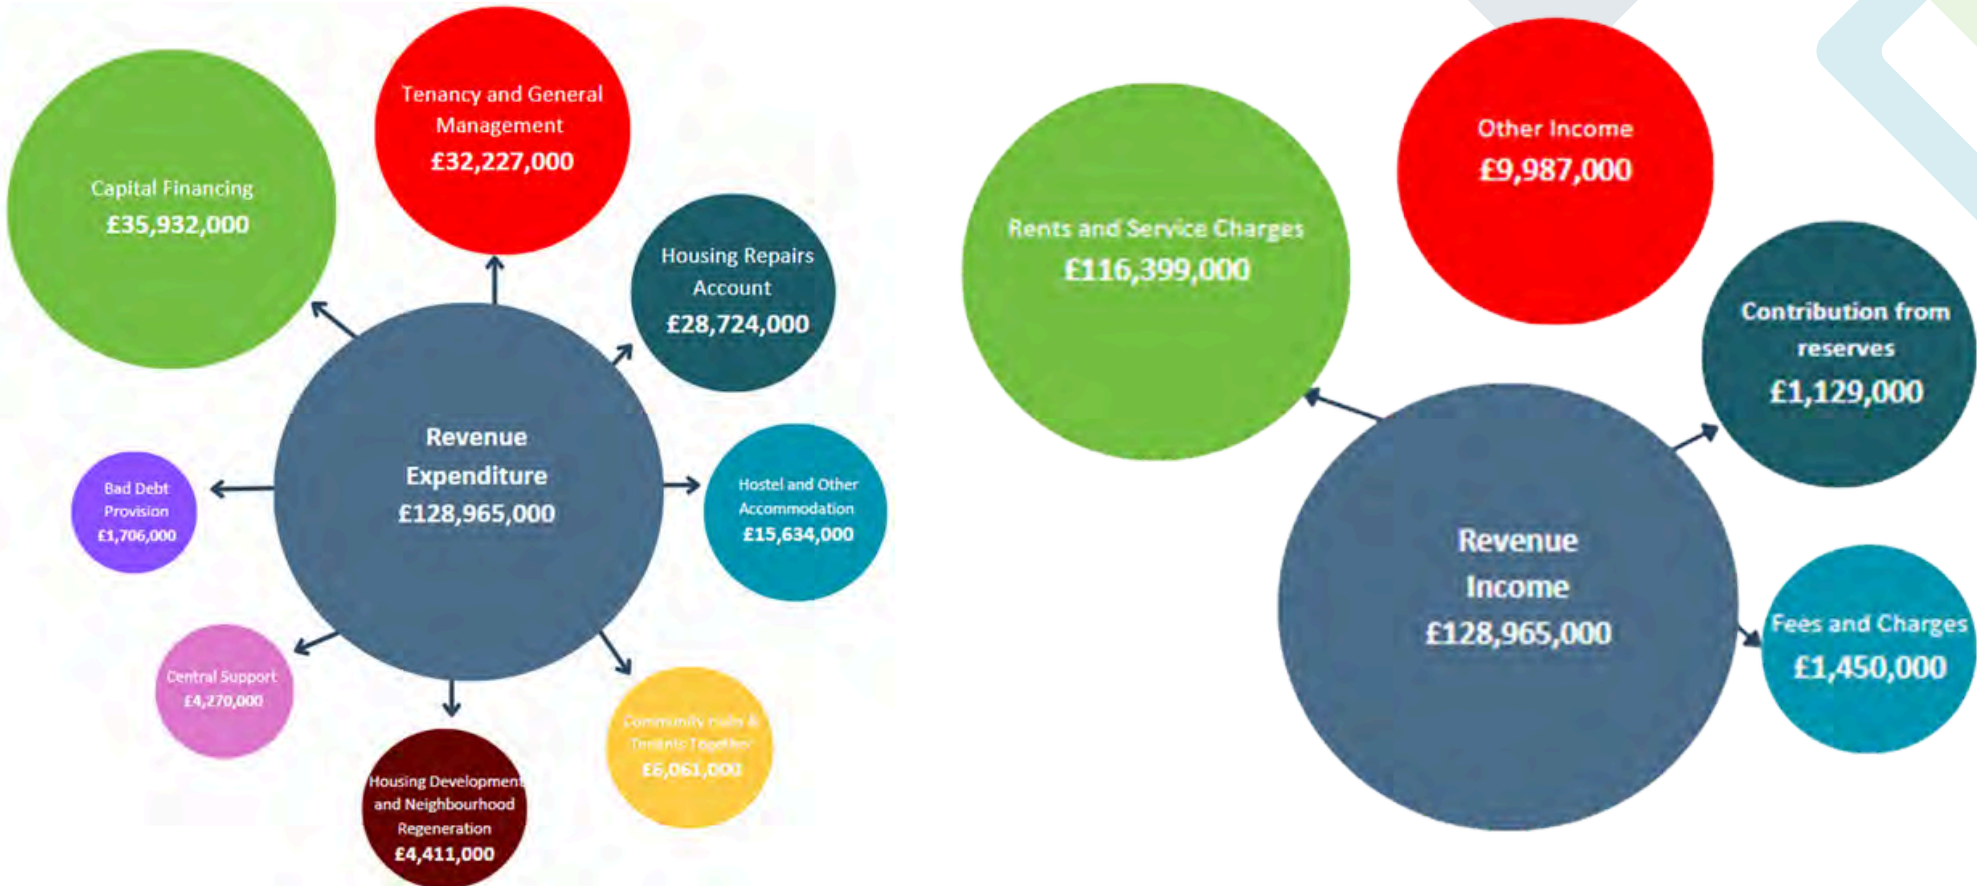 Capital Financing
£35,932,000
Tenancy and General
Management
£32,227,000
Housing Repairs
Account
£28,724,000
Revenue
Expenditure
£128,965,000
Hostel and Other
Accommodation
£15,634,000
Bad Debt
Provision
£1,706,000
Central Support
£4,270,000
Community &
Tenants Together
£6,061,000
Housing Development
and Neighbourhood
Regeneration
£4,411,000
Other Income
£9,987,000
Rents and Service Charges
£116,399,000
Contribution from
reserves
£1,129,000
Revenue
Income
£128,965,000
Fees and Charges
£1,450,000